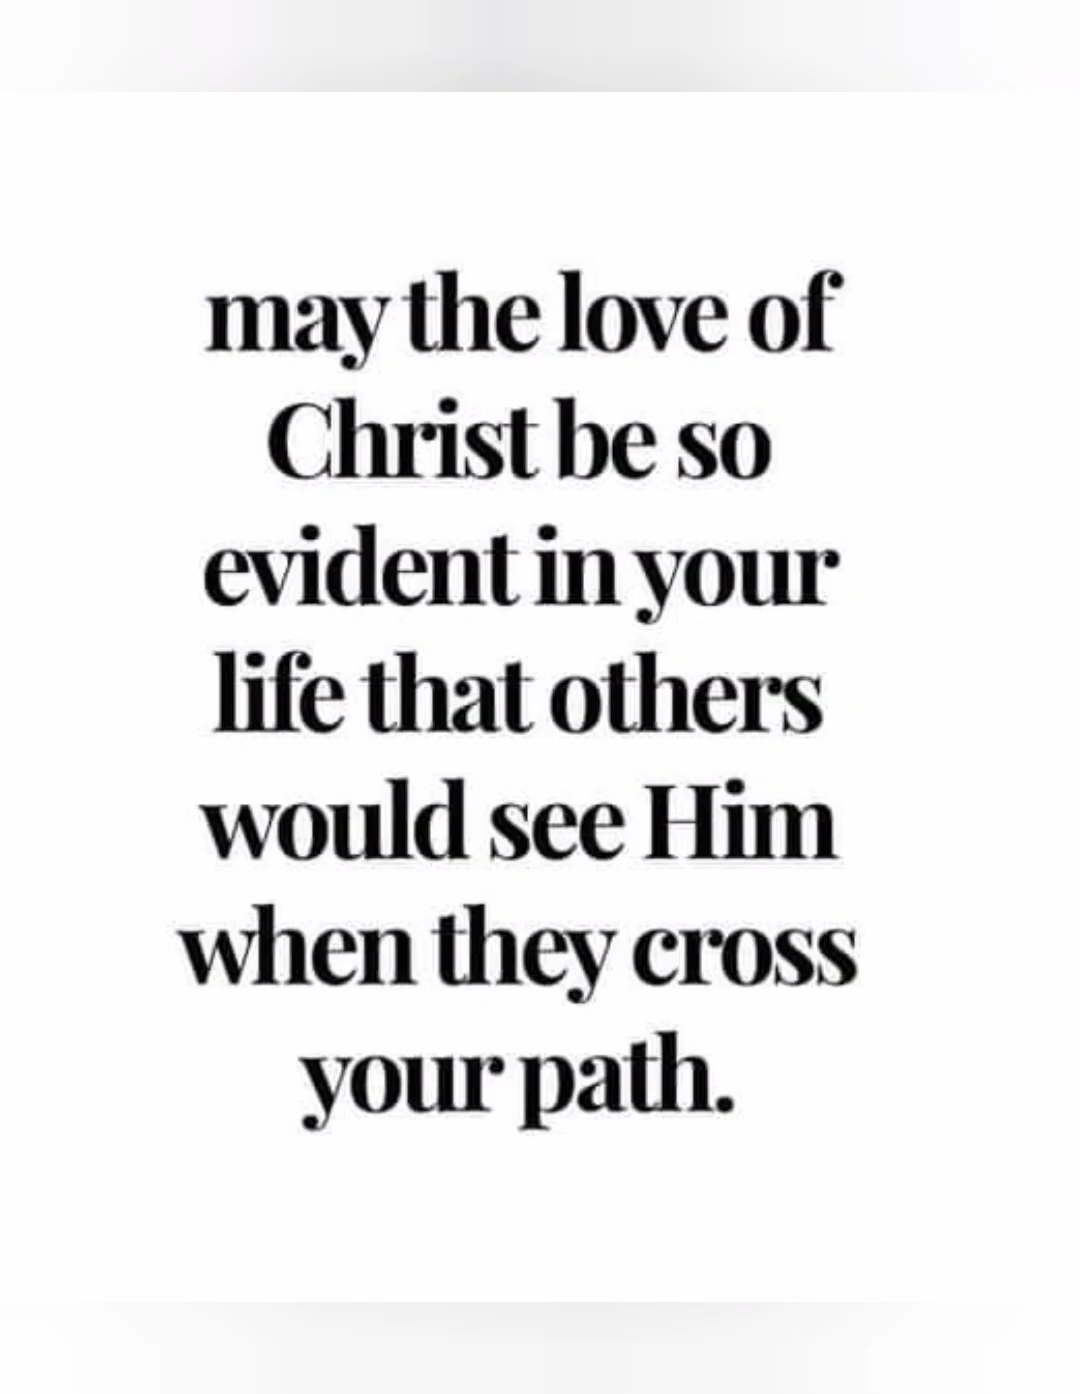 may the love of
Christ be so
evident in your
life that others
would see Him
when they cross
your path.